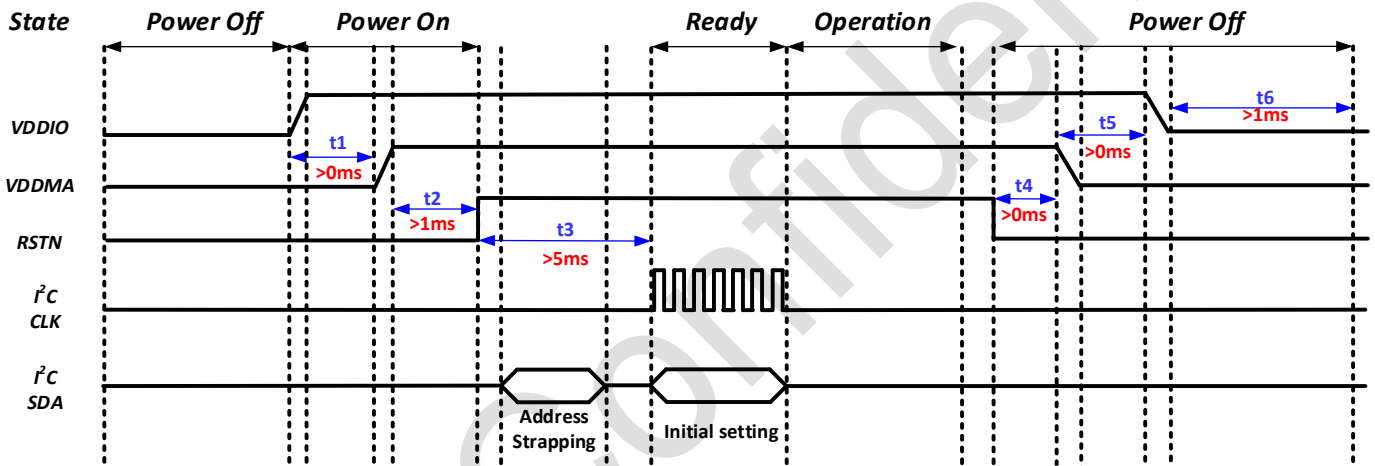 State Power Off Power On Ready Operation Power Off
VDDIO
t6
>1ms
t5
>0ms
t1
>0ms
VDDMA
t2
>1ms
t4
>0ms
RSTN
t3
>5ms
I²C
CLK
I²C
SDA
Address
Strapping
Initial setting